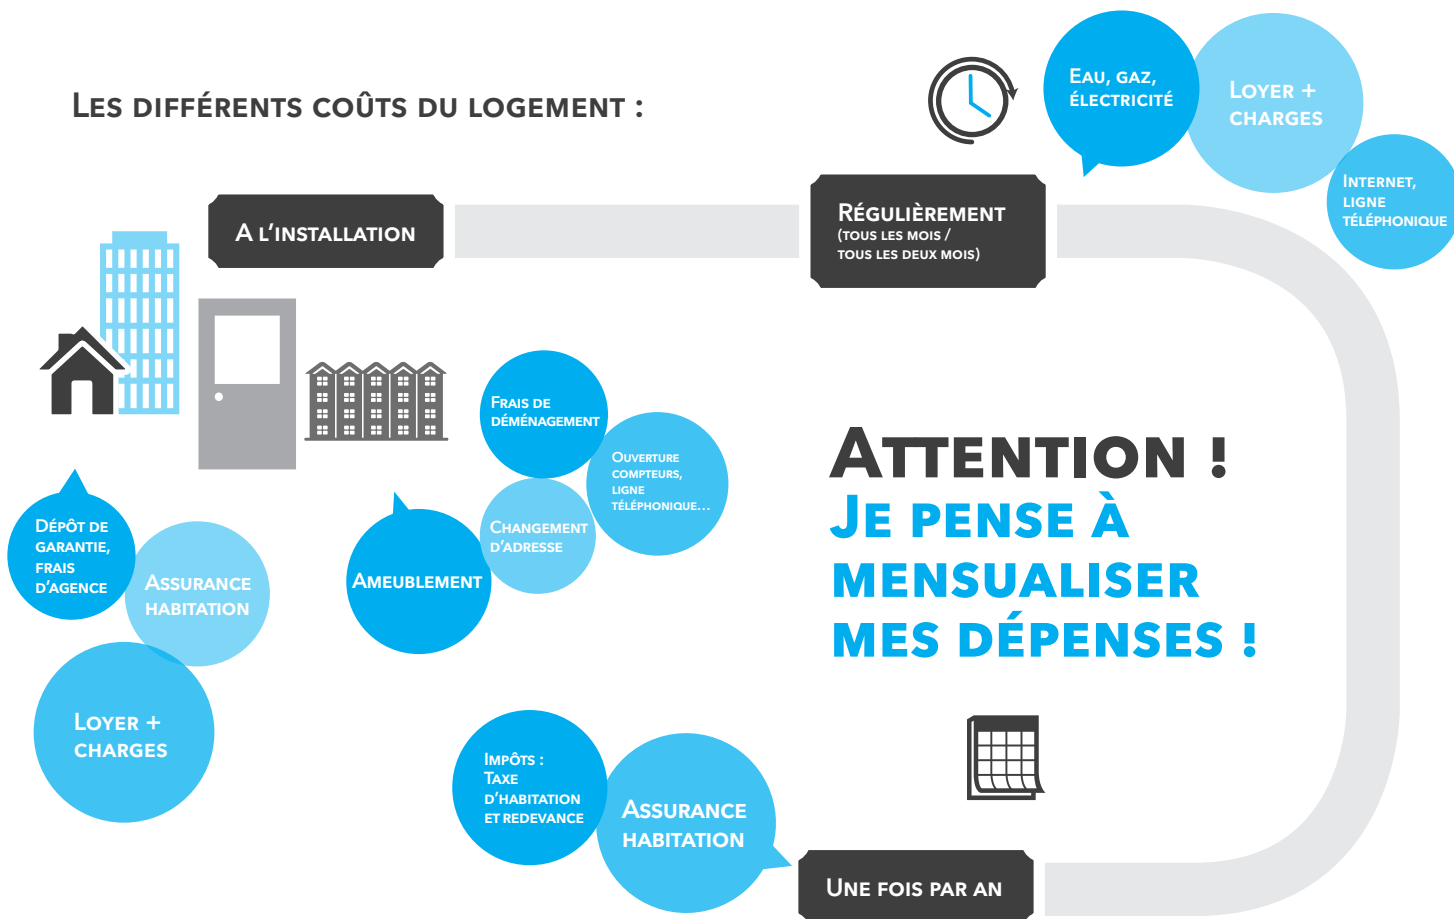 Les différents coûts du logement :
A l'installation
Régulièrement
(tous les mois /
tous les deux mois)
Eau, gaz,
électricité
Loyer +
charges
Internet,
ligne
téléphonique
Frais de
déménagement
Ouverture
compteurs,
ligne
téléphonique...
Changement
d'adresse
Ameublement
Dépôt de
garantie,
frais
d'agence
Assurance
habitation
Loyer +
charges
Attention !
Je pense à
mensualiser
mes dépenses !
Impôts :
Taxe
d'habitation
et redevance
Assurance
habitation
Une fois par an